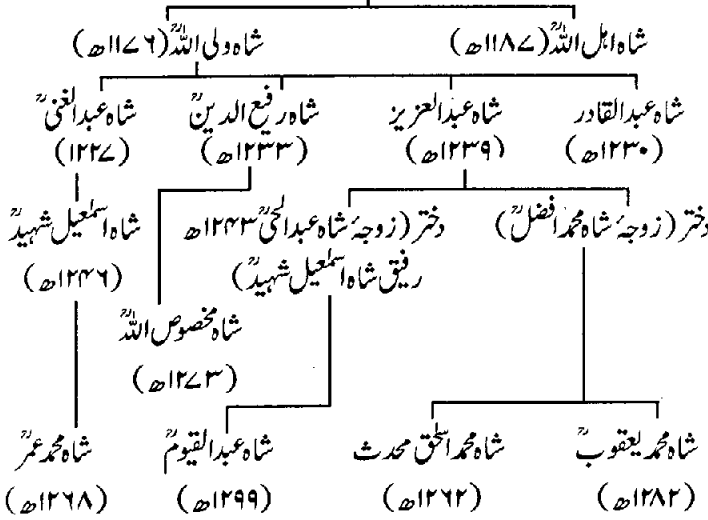 شاہ اہل اللہؒ (۱۱۸۷ھ) شاہ ولی اللہؒ (۱۱۷۶ھ)
شاہ عبدالقادر شاہ عبدالعزیز شاہ رفیع الدینؒ شاہ عبدالغنیؒ
(۱۲۳۰ھ) (۱۲۳۹ھ) (۱۲۳۳ھ) (۱۲۲۷)
دختر (زوجۂ شاہ محمد افضلؒ) دختر (زوجۂ شاہ عبدالحیؒ ۱۲۴۳ھ شاہ اسمٰعیل شہیدؒ
رفیق شاہ اسمٰعیل شہیدؒ) (۱۲۴۶ھ)
شاہ مخصوص اللہؒ
(۱۲۷۳ھ)
شاہ محمد یعقوبؒ شاہ محمد اسحٰق محدث شاہ عبدالقیومؒ شاہ محمد عمرؒ
(۱۲۸۲ھ) (۱۲۶۲ھ) (۱۲۹۹ھ) (۱۲۶۸ھ)